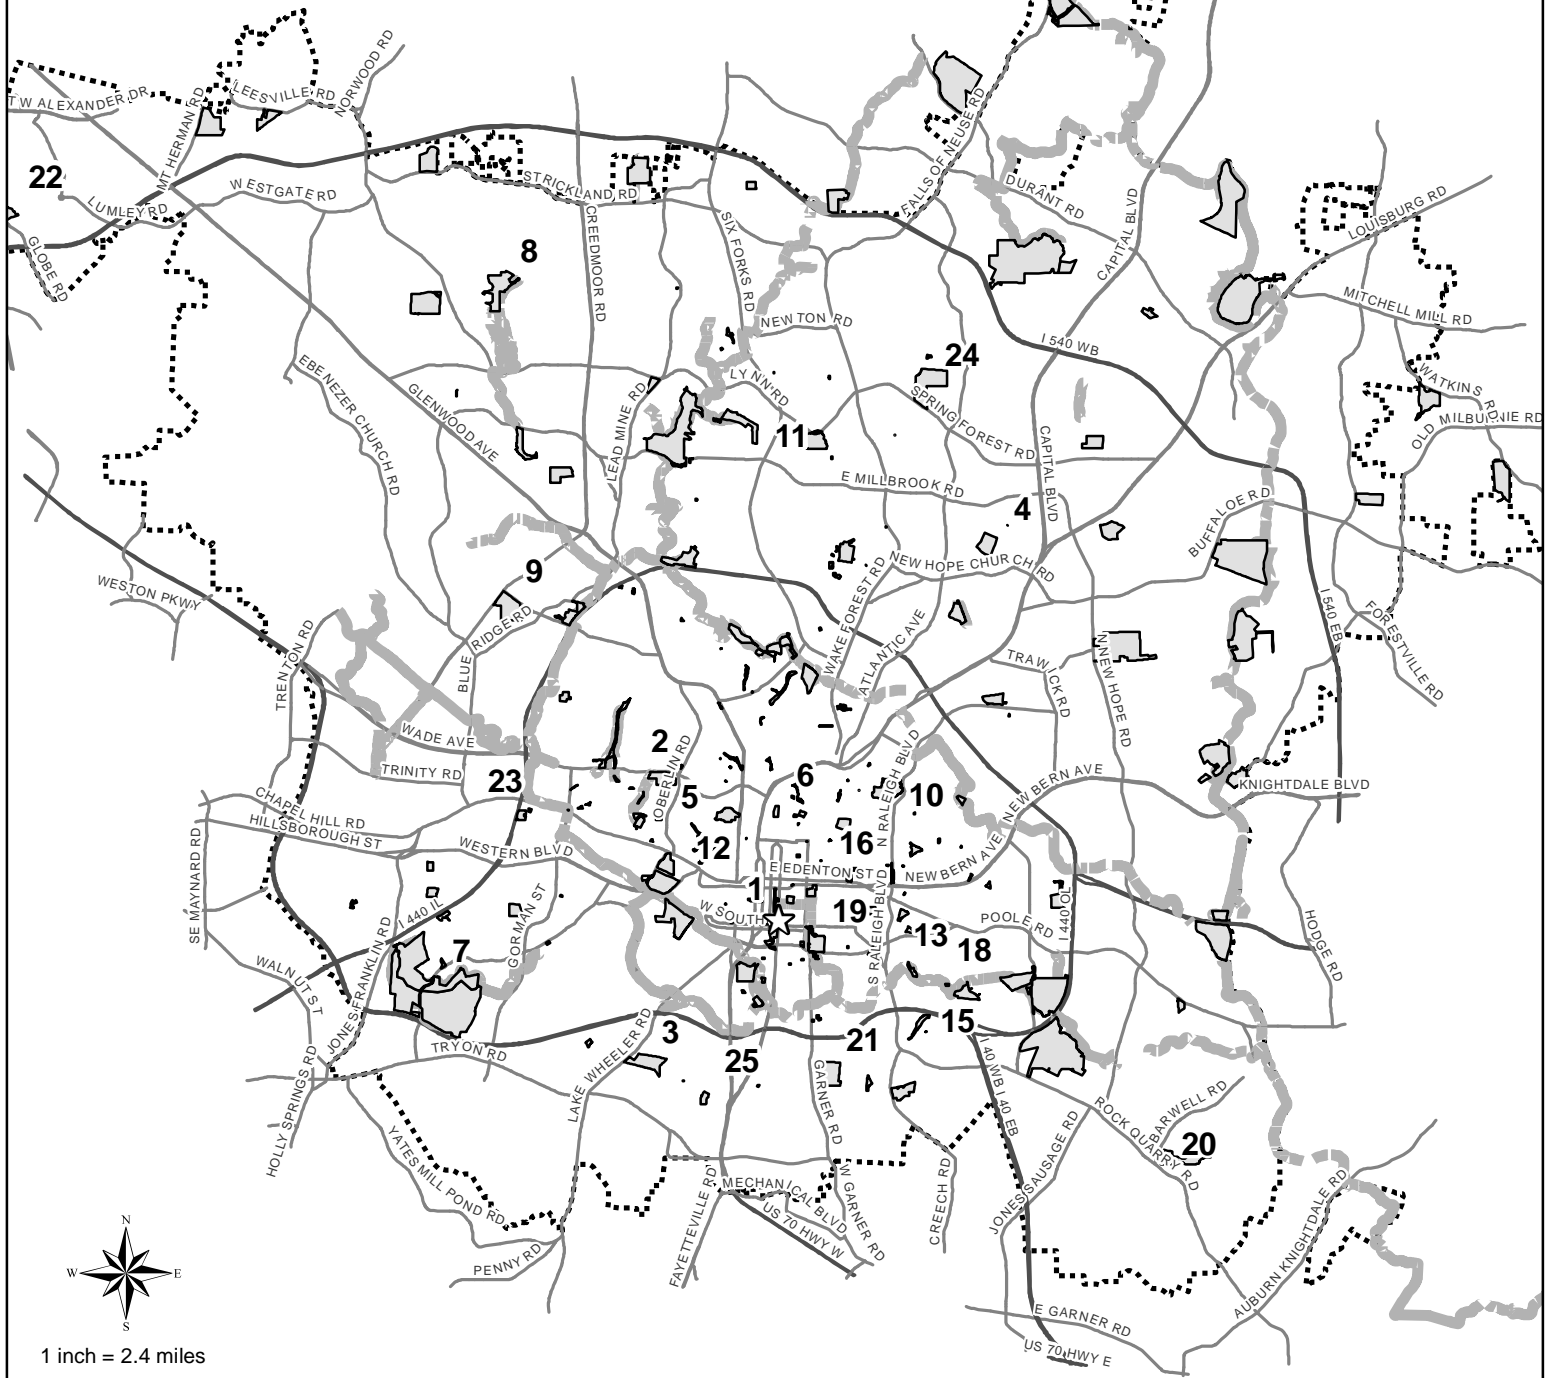 NORWOOD RD
LEESVILLE RD
T W ALEXANDER DR
MT HERMAN RD
22
WESTGATE RD
LUMLEY RD
GLOBE RD
STRICKLAND RD
CREEDMOOR RD
SIX FORKS RD
FALLS OF NEUSE RD
DURANT RD
CAPITAL BLVD
LOUISBURG RD
MITCHELL MILL RD
8
NEWTON RD
I 540 WB
24
EBENEZER CHURCH RD
GLENWOOD AVE
LEAD MINE RD
LYNN RD
SPRING FOREST RD
WATKINS RD
OLD MILBURNIE RD
11
CAPITAL BLVD
E MILLBROOK RD
4
BUFFALOE RD
9
NEW HOPE CHURCH RD
WESTON PKWY
BLUE RIDGE RD
WAKE FOREST RD
ATLANTIC AVE
I 540 EB
FORESTVILLE RD
TRENTON RD
TRAWICK RD
N NEW HOPE RD
WADE AVE
TRINITY RD
2
OBERLIN RD
23
5
6
N RALEIGH BLVD
10
NEW BERN AVE
KNIGHTDALE BLVD
CHAPEL HILL RD
HILLSBOROUGH ST
WESTERN BLVD
12
16
SE MAYNARD RD
E EDENTON ST
NEW BERN AVE
1
W SOUTH
19
POOLE RD
I 440 OL
HODGE RD
I 440 IL
GORMAN ST
13
18
7
S RALEIGH BLVD
WALNUT ST
JONES FRANKLIN RD
15
3
21
25
TRYON RD
LAKE WHEELER RD
GARNER RD
I 40 WB I 40 EB
HOLLY SPRINGS RD
YATES MILL POND RD
ROCK QUARRY RD
BARWELL RD
20
JONES SAUSAGE RD
CREECH RD
MECHANICAL BLVD
W GARNER RD
US 70 HWY W
FAYETTEVILLE RD
PENNY RD
AUBURN KNIGHTDALE RD
E GARNER RD
US 70 HWY E
N
W E
S
1 inch = 2.4 miles